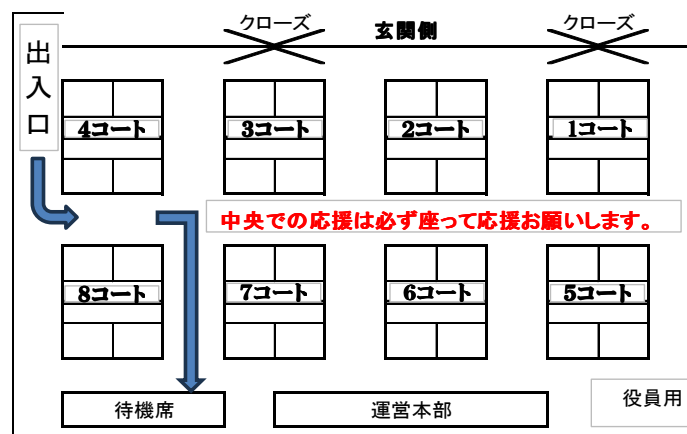 クローズ
クローズ
玄関側
出入口
4コート
3コート
2コート
1コート
中央での応援は必ず座って応援お願いします。
8コート
7コート
6コート
5コート
待機席
運営本部
役員用